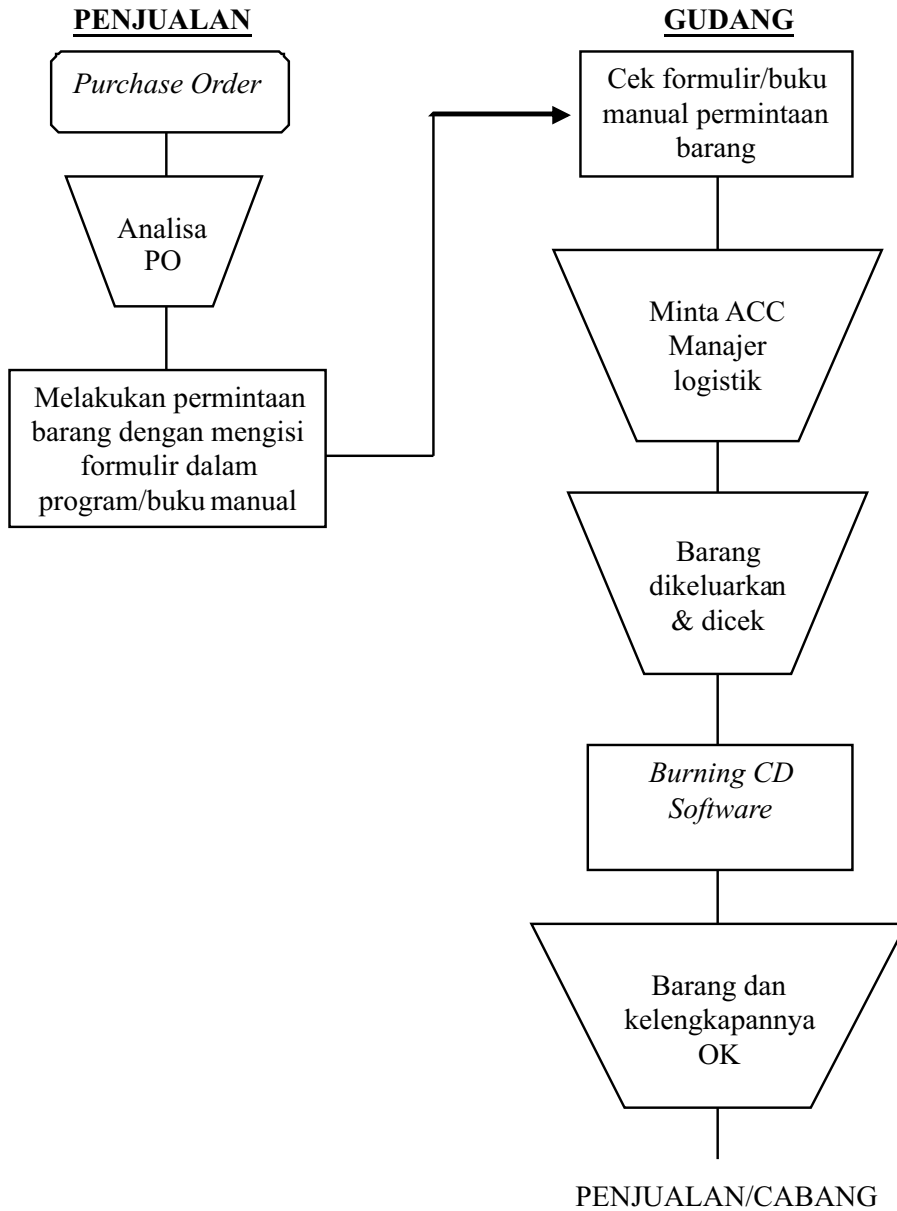 PENJUALAN
Purchase Order
Analisa
PO
Melakukan permintaan
barang dengan mengisi
formulir dalam
program/buku manual
GUDANG
Cek formulir/buku
manual permintaan
barang
Minta ACC
Manajer
logistik
Barang
dikeluarkan
& dicek
Burning CD
Software
Barang dan
kelengkapannya
OK
PENJUALAN/CABANG